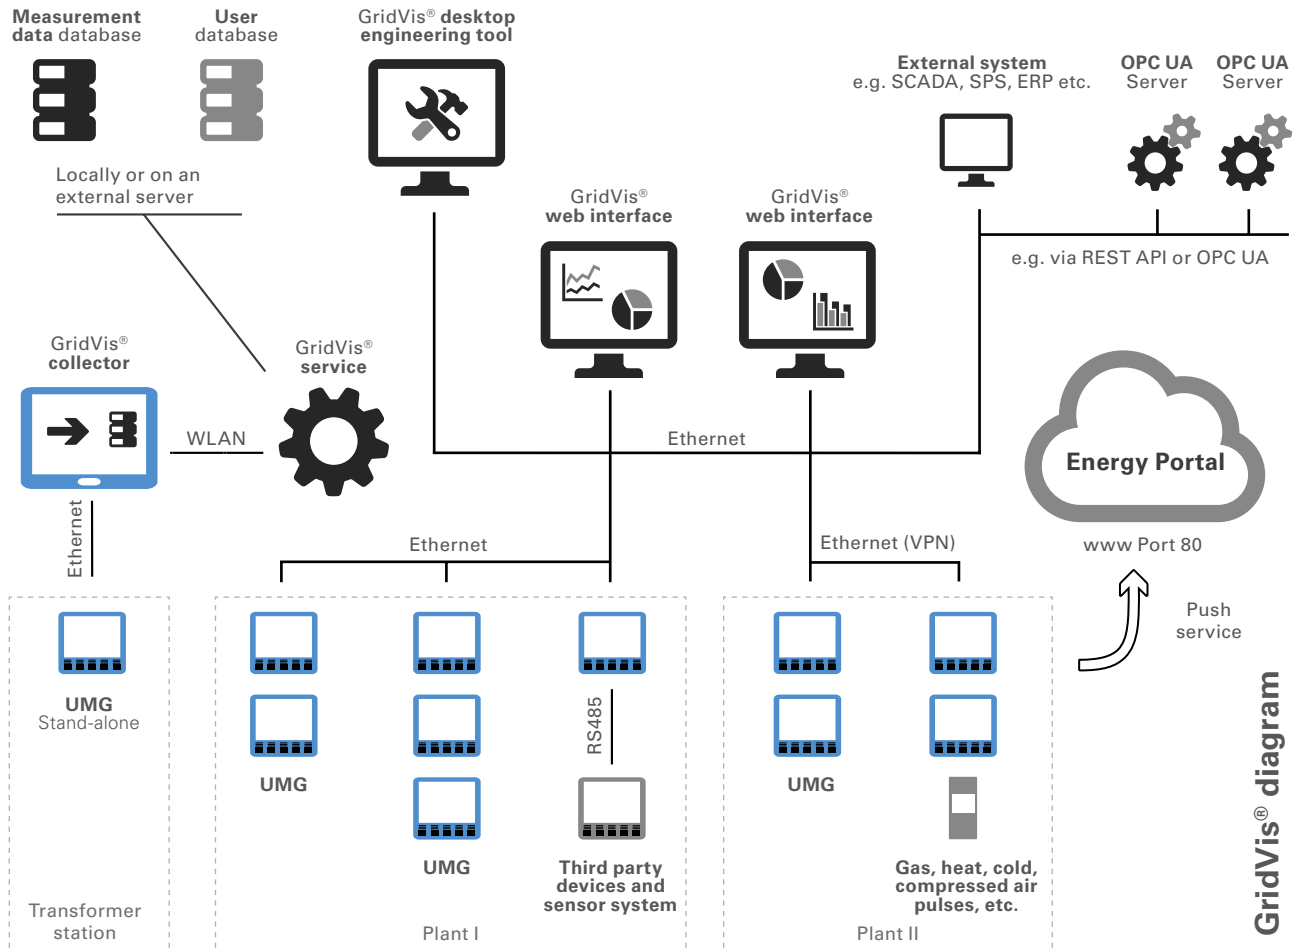 Measurement
data database
User
database
GridVis® desktop
engineering tool
External system
e.g. SCADA, SPS, ERP etc.
OPC UA
Server
OPC UA
Server
Locally or on an
external server
GridVis®
web interface
GridVis®
web interface
e.g. via REST API or OPC UA
GridVis®
collector
GridVis®
service
WLAN
Ethernet
Energy Portal
www Port 80
Ethernet
Ethernet
Ethernet (VPN)
Push
service
UMG
Stand-alone
RS485
UMG
UMG
UMG
Third party
devices and
sensor system
Gas, heat, cold,
compressed air
pulses, etc.
Transformer
station
Plant I
Plant II
GridVis® diagram